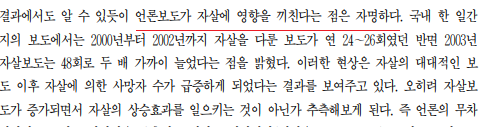 결과에서도 알 수 있듯이 언론보도가 자살에 영향을 끼친다는 점은 자명하다. 국내 한 일간
지의 보도에서는 2000년부터 2002년까지 자살을 다룬 보도가 연 24~26회였던 반면 2003년
자살보도는 48회로 두 배 가까이 늘었다는 점을 밝혔다. 이러한 현상은 자살의 대대적인 보
도 이후 자살에 의한 사망자 수가 급증하게 되었다는 결과를 보여주고 있다. 오히려 자살보
도가 증가되면서 자살의 상승효과를 일으키는 것이 아닌가 추측해보게 된다. 즉 언론의 무차